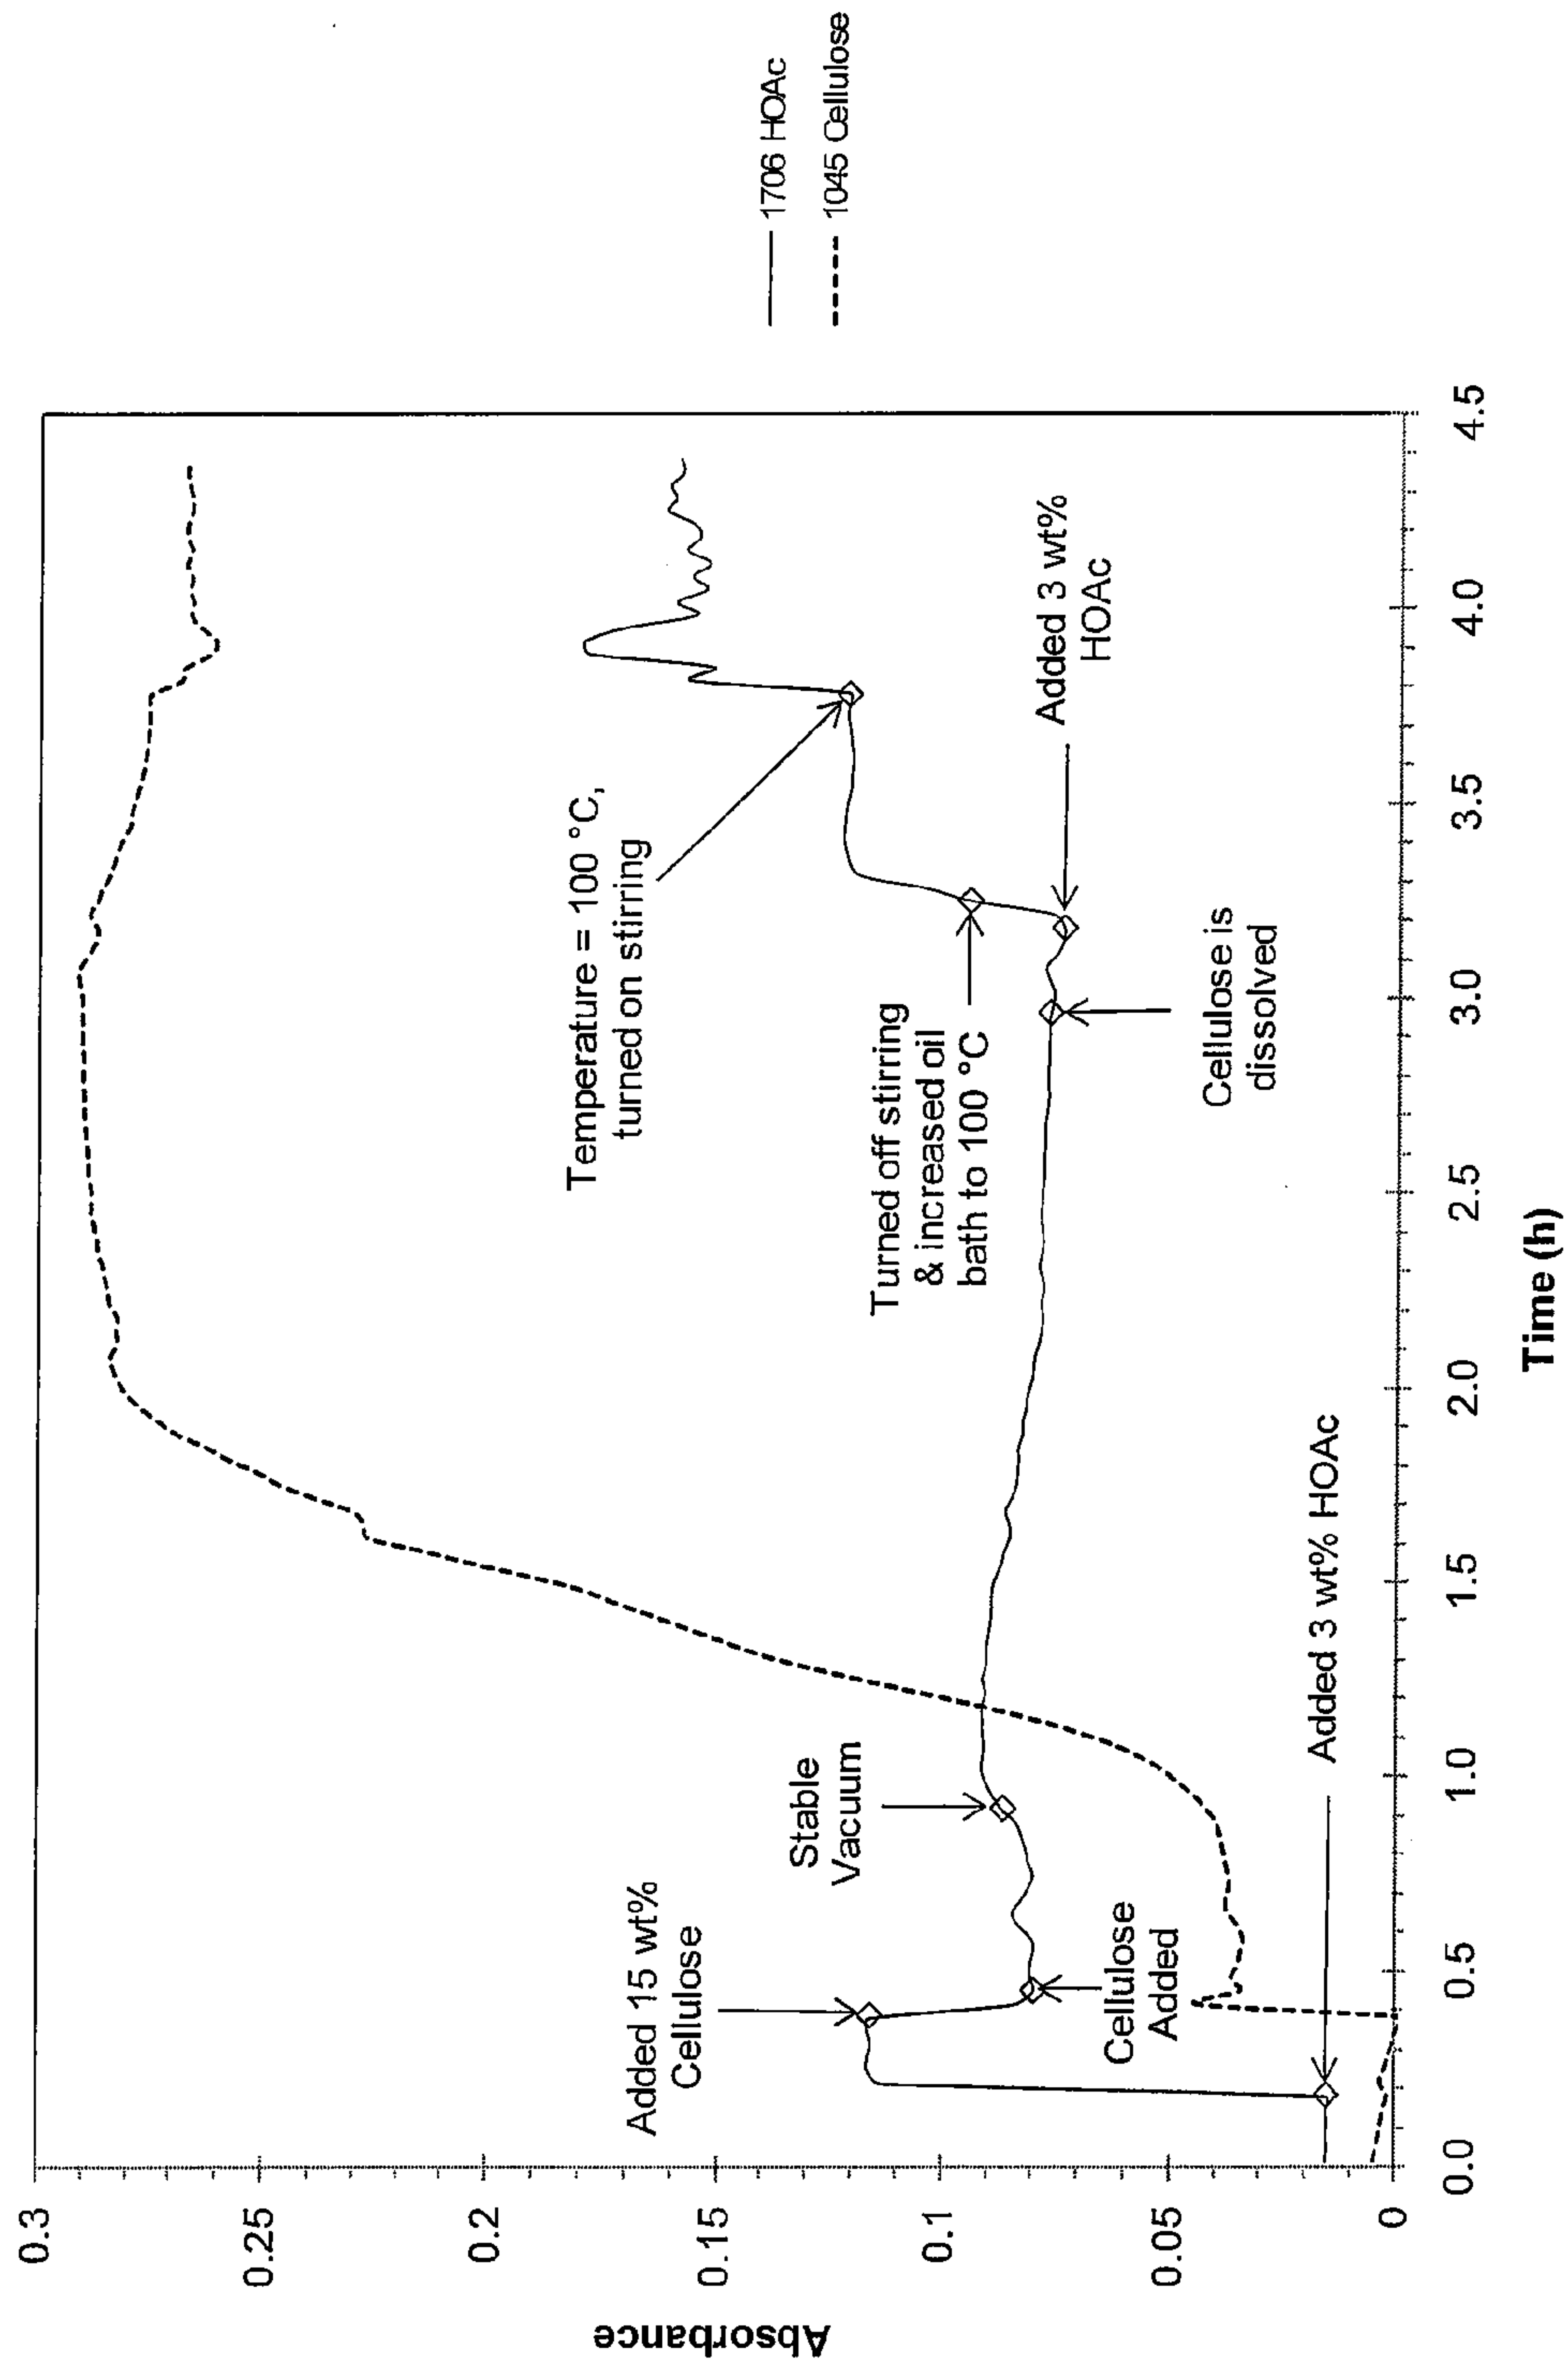 0.3
0.25
0.2
0.15
0.1
0.05
0
Absorbance
Added 15 wt%
Cellulose
Stable
Vacuum
Cellulose
Added
Added 3 wt% HOAc
Temperature = 100 °C,
turned on stirring
Turned off stirring
& increased oil
bath to 100 °C
Cellulose is
dissolved
Added 3 wt%
HOAc
0.0
0.5
1.0
1.5
2.0
2.5
3.0
3.5
4.0
4.5
Time (h)
1706 HOAc
1045 Cellulose